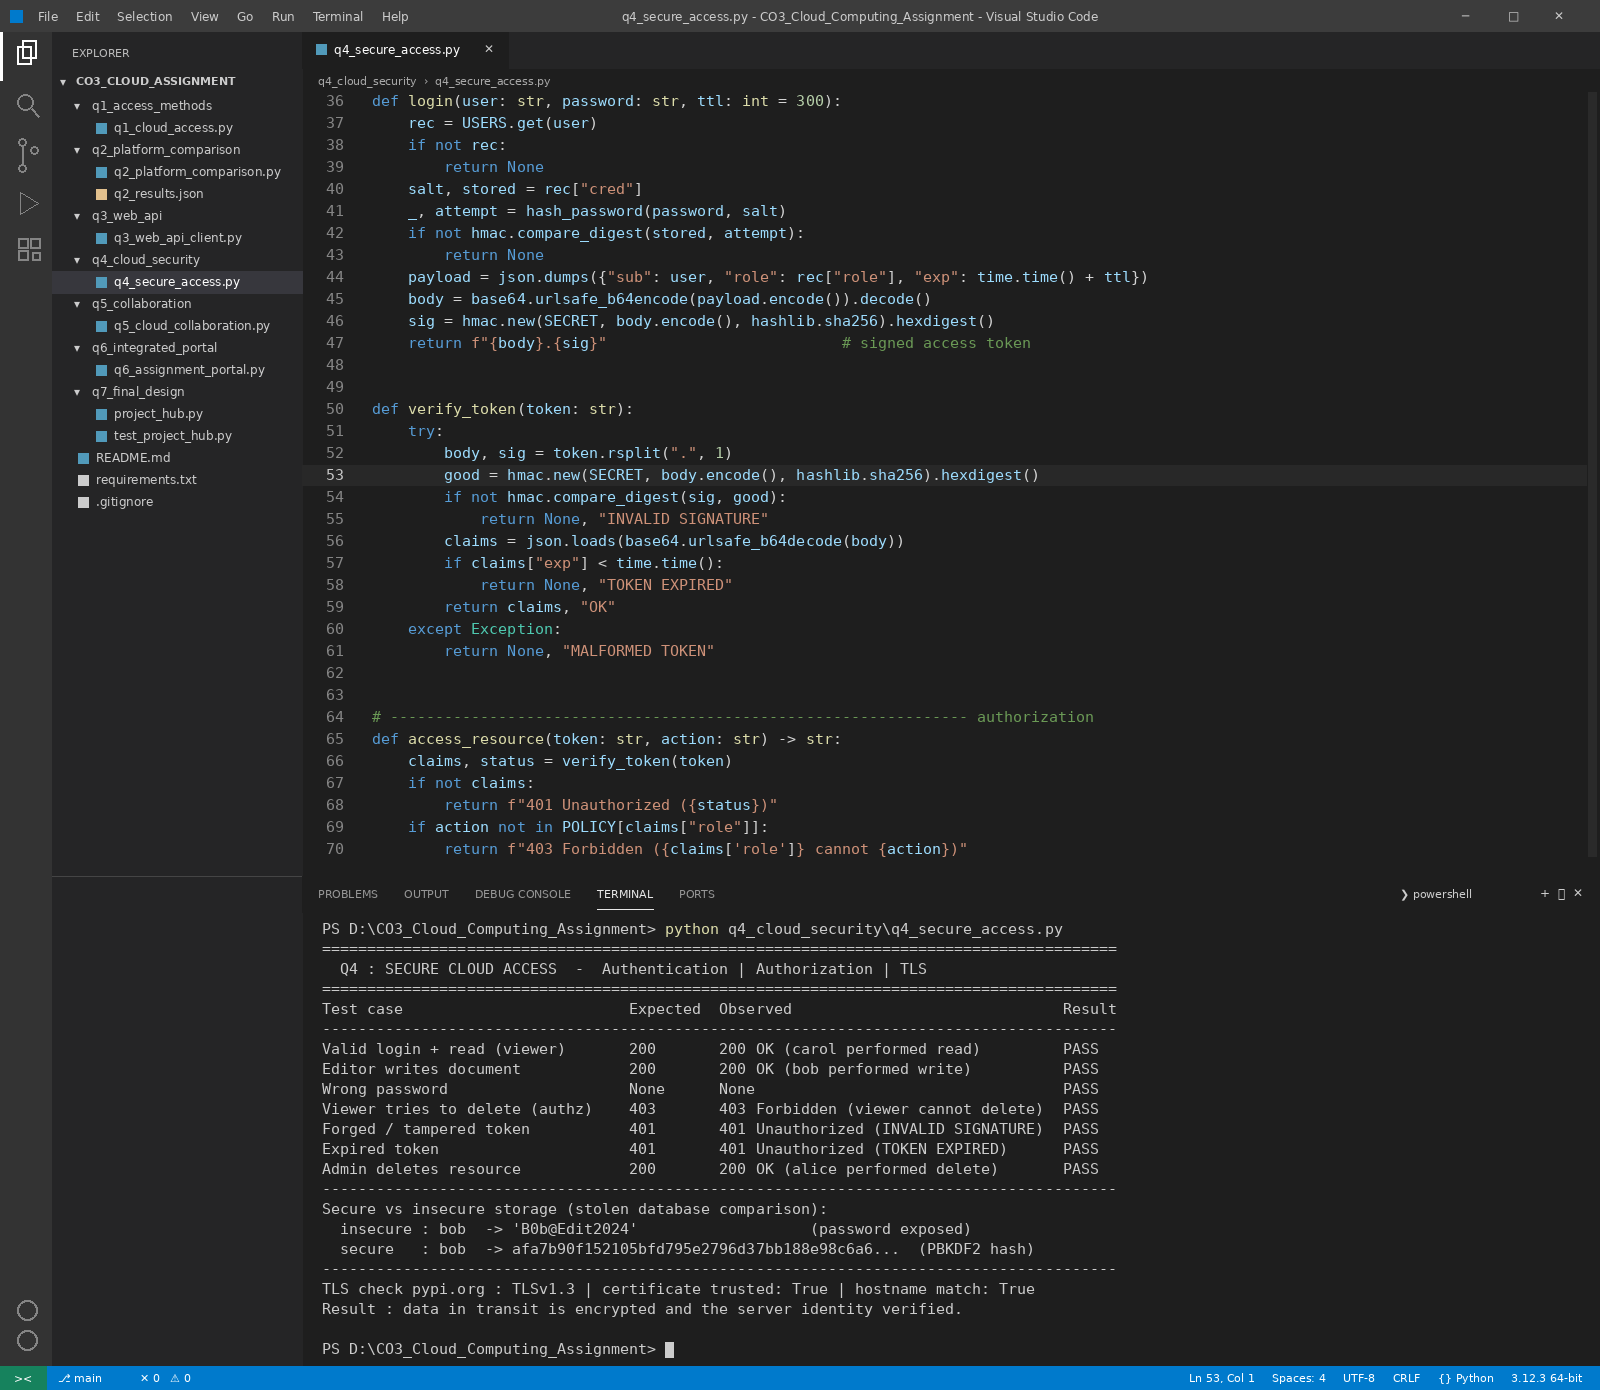 File Edit Selection View Go Run Terminal Help
q4_secure_access.py - CO3_Cloud_Computing_Assignment - Visual Studio Code
EXPLORER
CO3_CLOUD_ASSIGNMENT
q1_access_methods
q1_cloud_access.py
q2_platform_comparison
q2_platform_comparison.py
q2_results.json
q3_web_api
q3_web_api_client.py
q4_cloud_security
q4_secure_access.py
q5_collaboration
q5_cloud_collaboration.py
q6_integrated_portal
q6_assignment_portal.py
q7_final_design
project_hub.py
test_project_hub.py
README.md
requirements.txt
.gitignore
q4_secure_access.py ✕
q4_cloud_security › q4_secure_access.py
36 def login(user: str, password: str, ttl: int = 300):
37     rec = USERS.get(user)
38     if not rec:
39         return None
40     salt, stored = rec["cred"]
41     _, attempt = hash_password(password, salt)
42     if not hmac.compare_digest(stored, attempt):
43         return None
44     payload = json.dumps({"sub": user, "role": rec["role"], "exp": time.time() + ttl})
45     body = base64.urlsafe_b64encode(payload.encode()).decode()
46     sig = hmac.new(SECRET, body.encode(), hashlib.sha256).hexdigest()
47     return f"{body}.{sig}"                          # signed access token
48
49
50 def verify_token(token: str):
51     try:
52         body, sig = token.rsplit(".", 1)
53         good = hmac.new(SECRET, body.encode(), hashlib.sha256).hexdigest()
54         if not hmac.compare_digest(sig, good):
55             return None, "INVALID SIGNATURE"
56         claims = json.loads(base64.urlsafe_b64decode(body))
57         if claims["exp"] < time.time():
58             return None, "TOKEN EXPIRED"
59         return claims, "OK"
60     except Exception:
61         return None, "MALFORMED TOKEN"
62
63
64 # ---------------------------------------------------------------- authorization
65 def access_resource(token: str, action: str) -> str:
66     claims, status = verify_token(token)
67     if not claims:
68         return f"401 Unauthorized ({status})"
69     if action not in POLICY[claims["role"]]:
70         return f"403 Forbidden ({claims['role']} cannot {action})"
PROBLEMS OUTPUT DEBUG CONSOLE TERMINAL PORTS
❯ powershell + ✕
PS D:\CO3_Cloud_Computing_Assignment> python q4_cloud_security\q4_secure_access.py
========================================================================================
  Q4 : SECURE CLOUD ACCESS  -  Authentication | Authorization | TLS
========================================================================================
Test case                         Expected  Observed                              Result
----------------------------------------------------------------------------------------
Valid login + read (viewer)       200       200 OK (carol performed read)         PASS
Editor writes document            200       200 OK (bob performed write)          PASS
Wrong password                    None      None                                  PASS
Viewer tries to delete (authz)    403       403 Forbidden (viewer cannot delete)  PASS
Forged / tampered token           401       401 Unauthorized (INVALID SIGNATURE)  PASS
Expired token                     401       401 Unauthorized (TOKEN EXPIRED)      PASS
Admin deletes resource            200       200 OK (alice performed delete)       PASS
----------------------------------------------------------------------------------------
Secure vs insecure storage (stolen database comparison):
  insecure : bob  -> 'B0b@Edit2024'                   (password exposed)
  secure   : bob  -> afa7b90f152105bfd795e2796d37bb188e98c6a6...  (PBKDF2 hash)
----------------------------------------------------------------------------------------
TLS check pypi.org : TLSv1.3 | certificate trusted: True | hostname match: True
Result : data in transit is encrypted and the server identity verified.
PS D:\CO3_Cloud_Computing_Assignment>
>< ⎇ main ✕ 0 ⚠ 0 Ln 53, Col 1 Spaces: 4 UTF-8 CRLF {} Python 3.12.3 64-bit